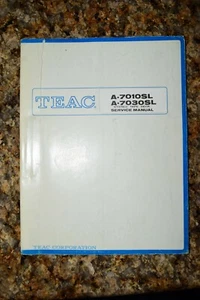 TEAC
A-7010SL
A-7030SL
SERVICE MANUAL
TEAC CORPORATION